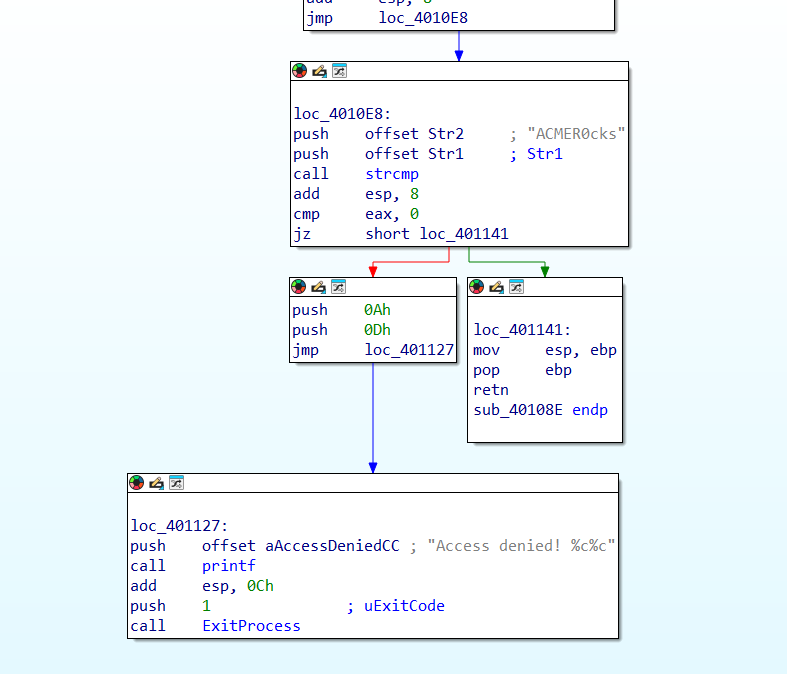 add esp, 8
jmp loc_4010E8
loc_4010E8:
push offset Str2 ; "ACMER0cks"
push offset Str1 ; Str1
call strcmp
add esp, 8
cmp eax, 0
jz short loc_401141
push 0Ah
push 0Dh
jmp loc_401127
loc_401141:
mov esp, ebp
pop ebp
retn
sub_40108E endp
loc_401127:
push offset aAccessDeniedCC ; "Access denied! %c%c"
call printf
add esp, 0Ch
push 1 ; uExitCode
call ExitProcess